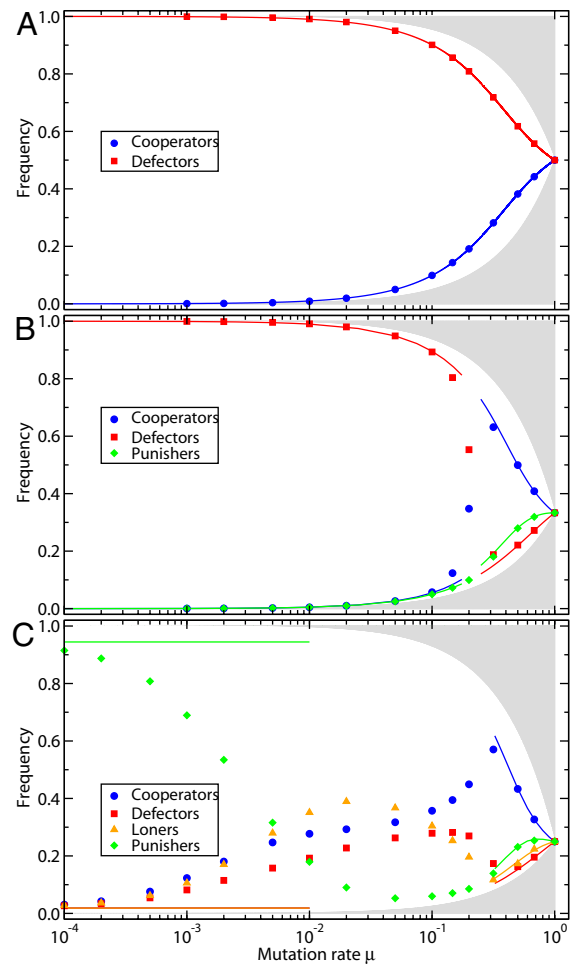 A
1.0
0.8
0.6
0.4
0.2
0.0
Frequency
Cooperators
Defectors
B
1.0
0.8
0.6
0.4
0.2
0.0
Frequency
Cooperators
Defectors
Punishers
C
1.0
0.8
0.6
0.4
0.2
0.0
Frequency
Cooperators
Defectors
Loners
Punishers
10⁻⁴ 10⁻³ 10⁻² 10⁻¹ 10⁰
Mutation rate μ